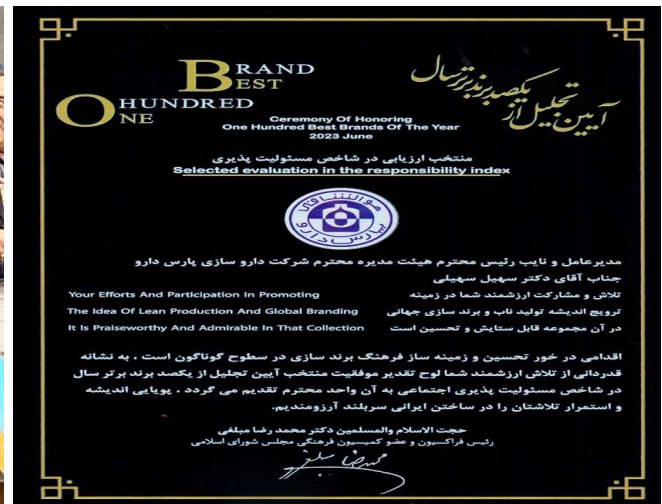 BRAND
BEST
HUNDRED
ONE
آیین تجلیل از یکصد برند برتر سال
Ceremony Of Honoring
One Hundred Best Brands Of The Year
2023 June
منتخب ارزیابی در شاخص مسئولیت پذیری
Selected evaluation in the responsibility index
هوالشافی
پارس دارو
مدیرعامل و نایب رئیس محترم هیئت مدیره محترم شرکت دارو سازی پارس دارو
جناب آقای دکتر سهیل سهیلی
تلاش و مشارکت ارزشمند شما در زمینه
Your Efforts And Participation In Promoting
ترویج اندیشه تولید ناب و برند سازی جهانی
The Idea Of Lean Production And Global Branding
در آن مجموعه قابل ستایش و تحسین است
It Is Praiseworthy And Admirable In That Collection
اقدامی در خور تحسین و زمینه ساز فرهنگ برند سازی در سطوح گوناگون است ، به نشانه
قدردانی از تلاش ارزشمند شما لوح تقدیر موفقیت منتخب آیین تجلیل از یکصد برند برتر سال
در شاخص مسئولیت پذیری اجتماعی به آن واحد محترم تقدیم می گردد ، پویایی اندیشه
و استمرار تلاشتان را در ساختن ایرانی سربلند آرزومندیم.
حجت الاسلام والمسلمین دکتر محمد رضا مبلغی
رئیس فراکسیون و عضو کمیسیون فرهنگی مجلس شورای اسلامی